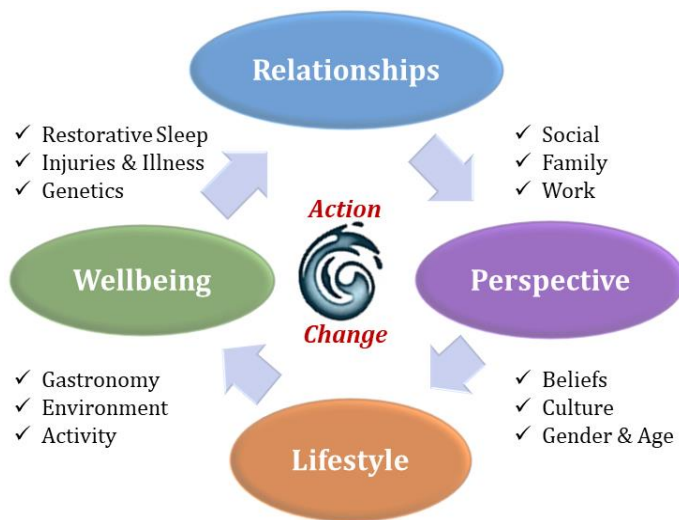 Relationships
✓ Restorative Sleep
✓ Injuries & Illness
✓ Genetics
✓ Social
✓ Family
✓ Work
Action
Wellbeing
Perspective
Change
✓ Gastronomy
✓ Environment
✓ Activity
✓ Beliefs
✓ Culture
✓ Gender & Age
Lifestyle